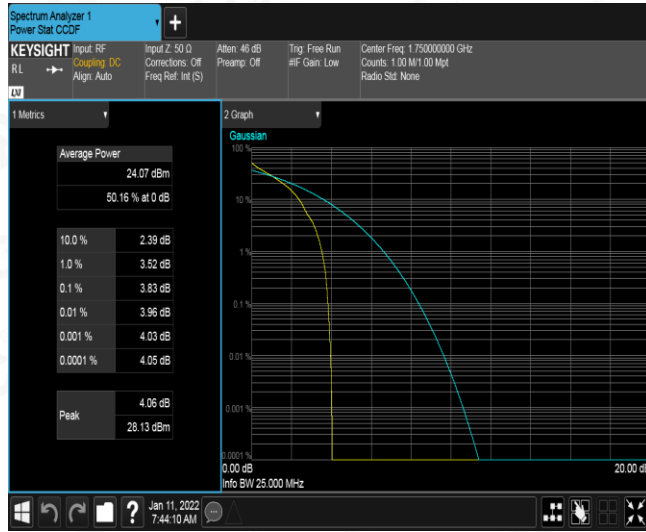 Spectrum Analyzer 1
Power Stat CCDF
+
KEYSIGHT
RL
LXI
Input: RF
Coupling: DC
Align: Auto
Input Z: 50 Ω
Corrections: Off
Freq Ref: Int (S)
Atten: 46 dB
Preamp: Off
Trig: Free Run
#IF Gain: Low
Center Freq: 1.750000000 GHz
Counts: 1.00 M/1.00 Mpt
Radio Std: None
1 Metrics
Average Power
24.07 dBm
50.16 % at 0 dB
10.0 % 2.39 dB
1.0 % 3.52 dB
0.1 % 3.83 dB
0.01 % 3.96 dB
0.001 % 4.03 dB
0.0001 % 4.05 dB
Peak
4.06 dB
28.13 dBm
2 Graph
Gaussian
100 %
10 %
1 %
0.1 %
0.01 %
0.001 %
0.0001 %
0.00 dB
20.00 dB
Info BW 25.000 MHz
?
Jan 11, 2022
7:44:10 AM